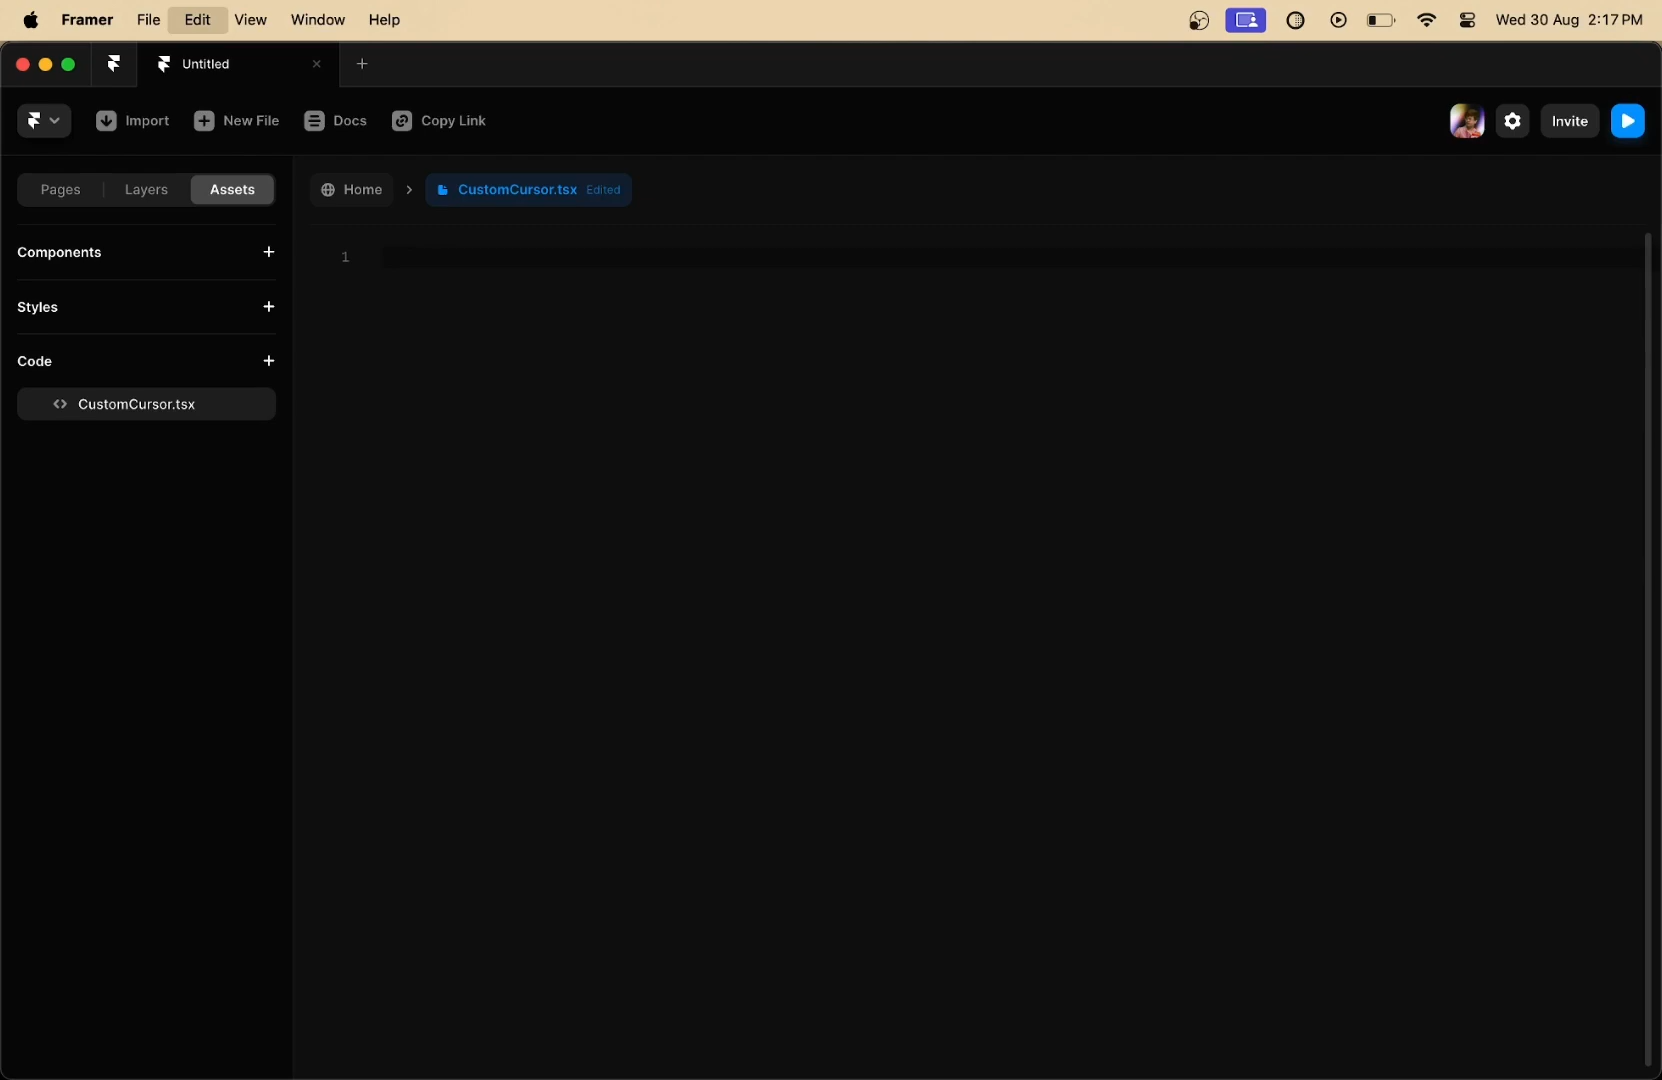 Framer File Edit View Window Help Wed 30 Aug 2:17 PM
Untitled
Import New File Docs Copy Link Invite
Pages Layers Assets Home CustomCursor.tsx Edited
Components
1
Styles
Code
CustomCursor.tsx